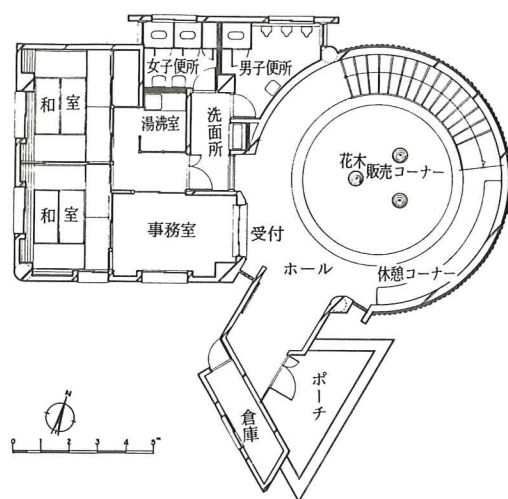 女子便所
男子便所
和室
湯沸室
洗面所
花木
販売コーナー
和室
事務室
受付
ホール
休憩コーナー
ポーチ
倉庫
N
0 1 2 3 4 5m